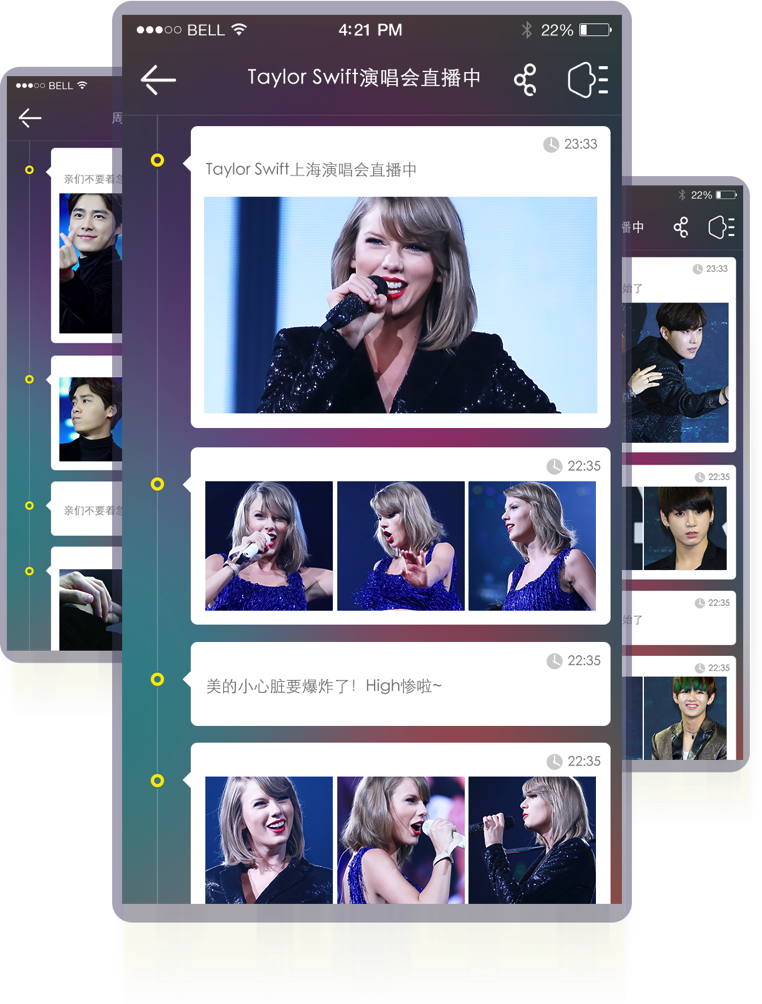 BELL
4:21 PM
22%
Taylor Swift演唱会直播中
23:33
Taylor Swift上海演唱会直播中
22:35
22:35
美的小心脏要爆炸了！High惨啦~
22:35
BELL
周
亲们不要着急
亲们不要着急
22%
播中
23:33
始了
22:35
22:35
始了
22:35